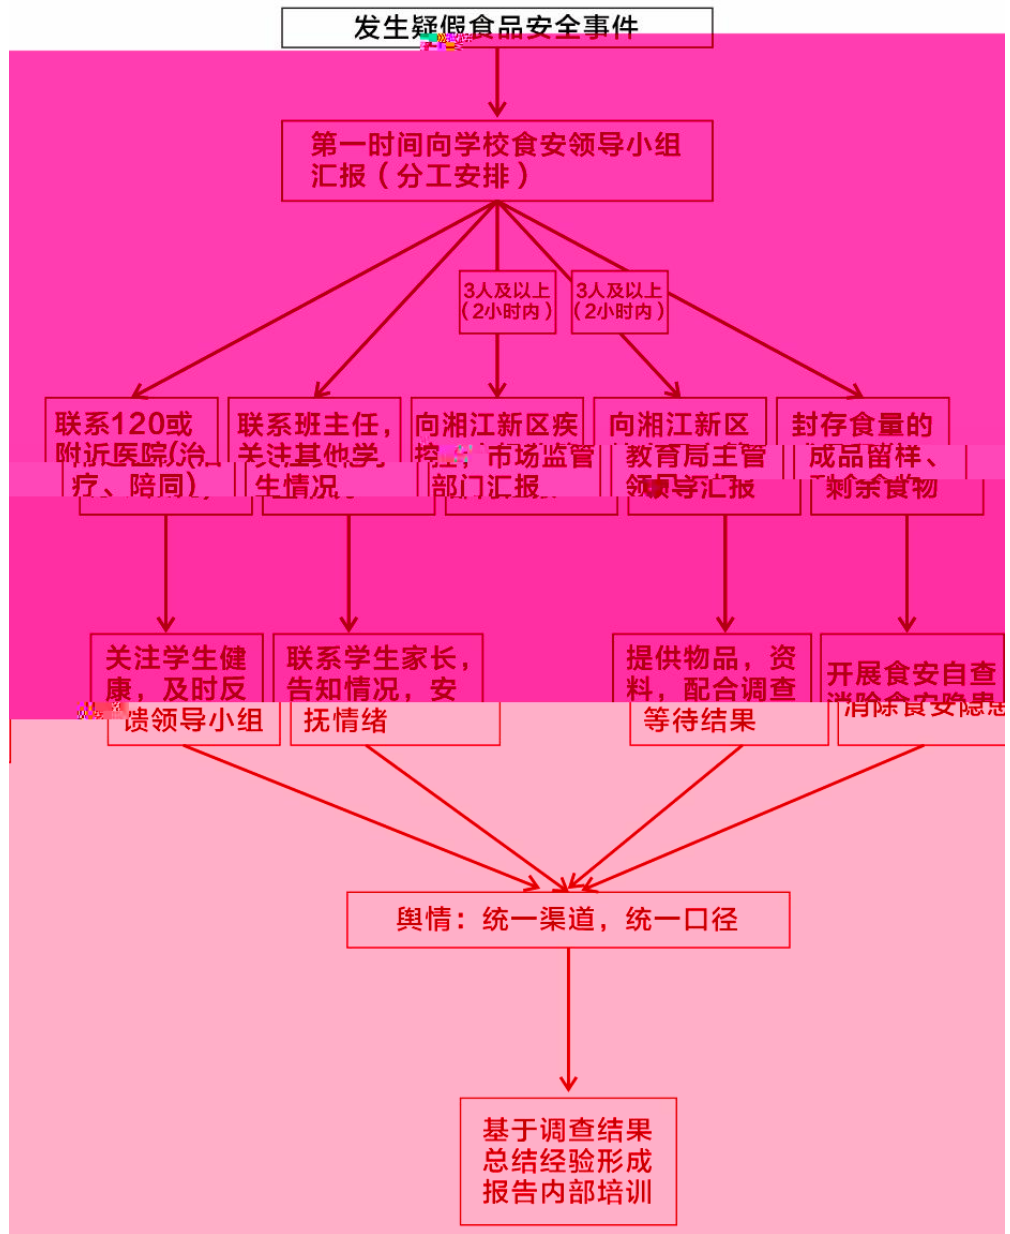 发生疑假食品安全事件
第一时间向学校食安领导小组
汇报（分工安排）
3人及以上
（2小时内）
3人及以上
（2小时内）
联系120或
附近医院(治
疗、陪同)
联系班主任，
关注其他学
生情况
向湘江新区疾
控，市场监管
部门汇报
向湘江新区
教育局主管
领导汇报
封存食量的
成品留样、
剩余食物
关注学生健
康，及时反
馈领导小组
联系学生家长，
告知情况，安
抚情绪
提供物品，资
料，配合调查
等待结果
开展食安自查
消除食安隐患
舆情：统一渠道，统一口径
基于调查结果
总结经验形成
报告内部培训